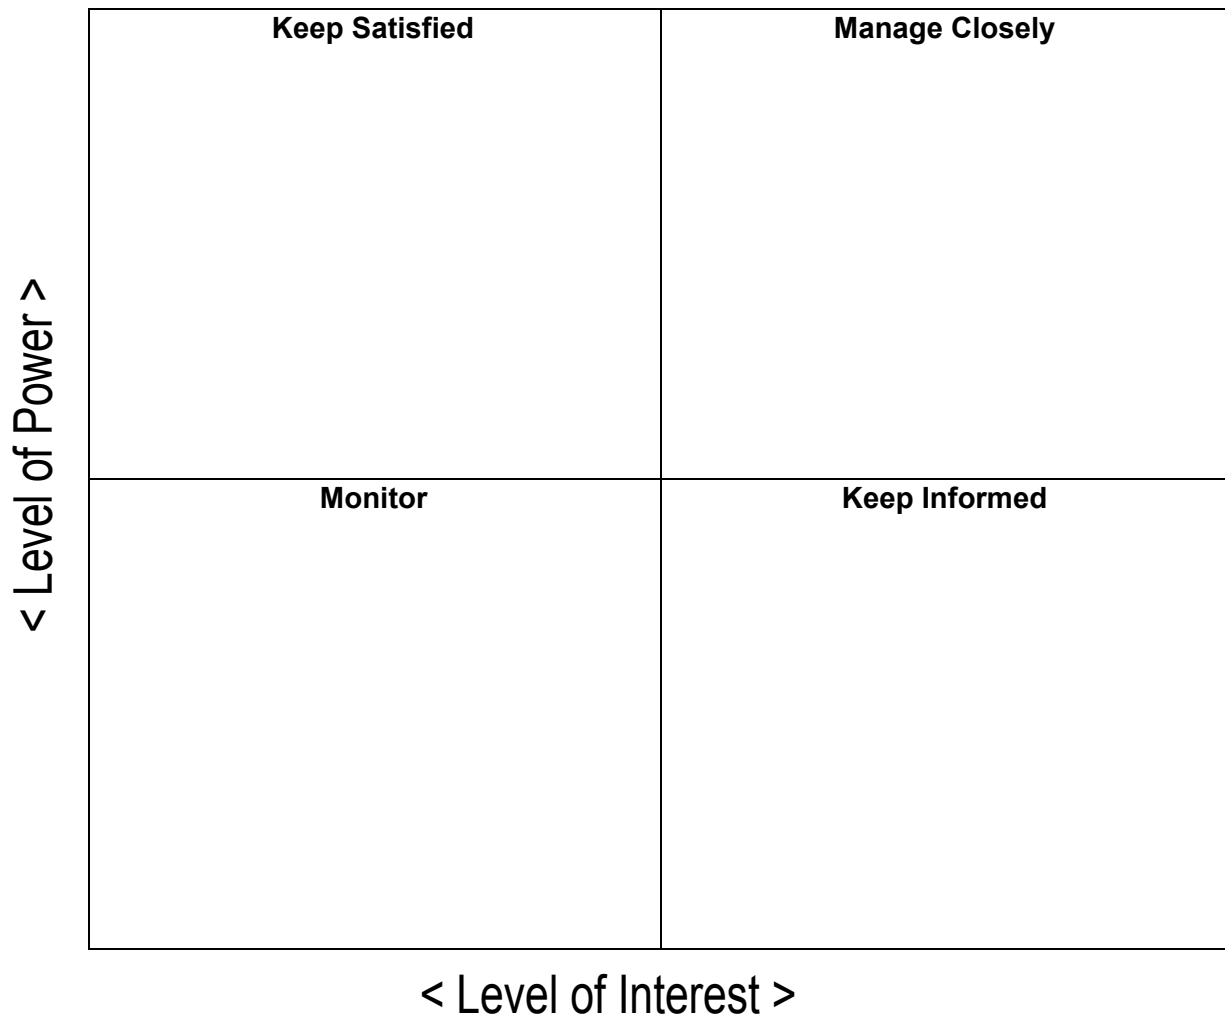 Keep Satisfied
Manage Closely
< Level of Power >
Monitor
Keep Informed
< Level of Interest >